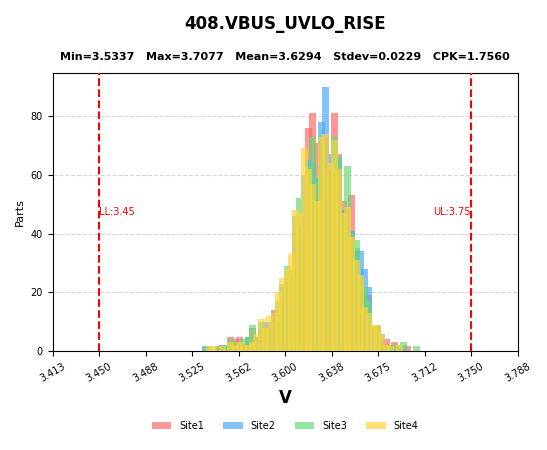 408.VBUS_UVLO_RISE
Min=3.5337 Max=3.7077 Mean=3.6294 Stdev=0.0229 CPK=1.7560
80
60
40
20
0
Parts
LL:3.45
UL:3.75
3.413 3.450 3.488 3.525 3.562 3.600 3.638 3.675 3.712 3.750 3.788
V
Site1 Site2 Site3 Site4